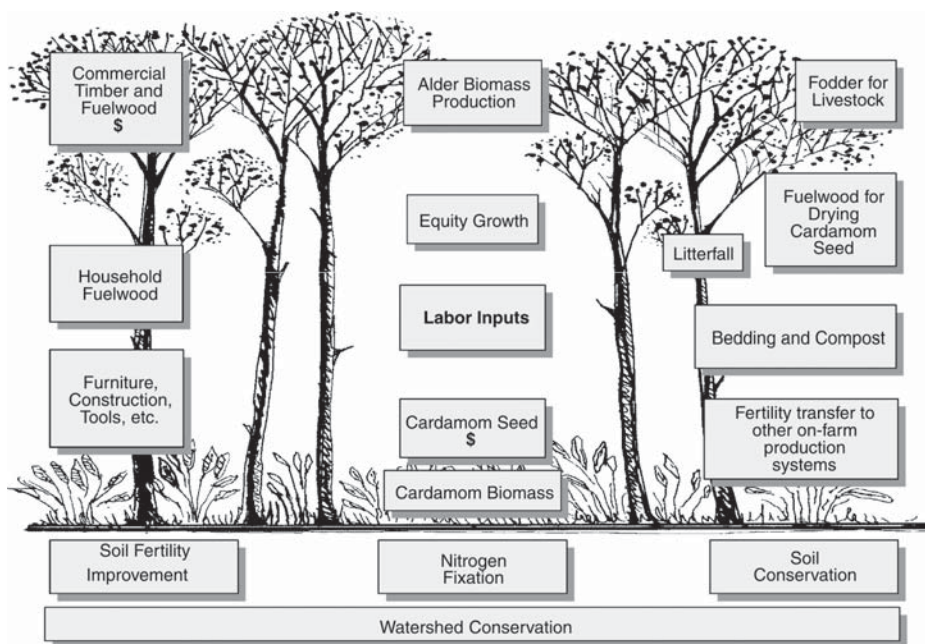 Commercial
Timber and
Fuelwood
$
Alder Biomass
Production
Fodder for
Livestock
Equity Growth
Fuelwood for
Drying
Cardamom
Seed
Litterfall
Household
Fuelwood
Labor Inputs
Bedding and Compost
Furniture,
Construction,
Tools, etc.
Cardamom Seed
$
Fertility transfer to
other on-farm
production
systems
Cardamom Biomass
Soil Fertility
Improvement
Nitrogen
Fixation
Soil
Conservation
Watershed Conservation